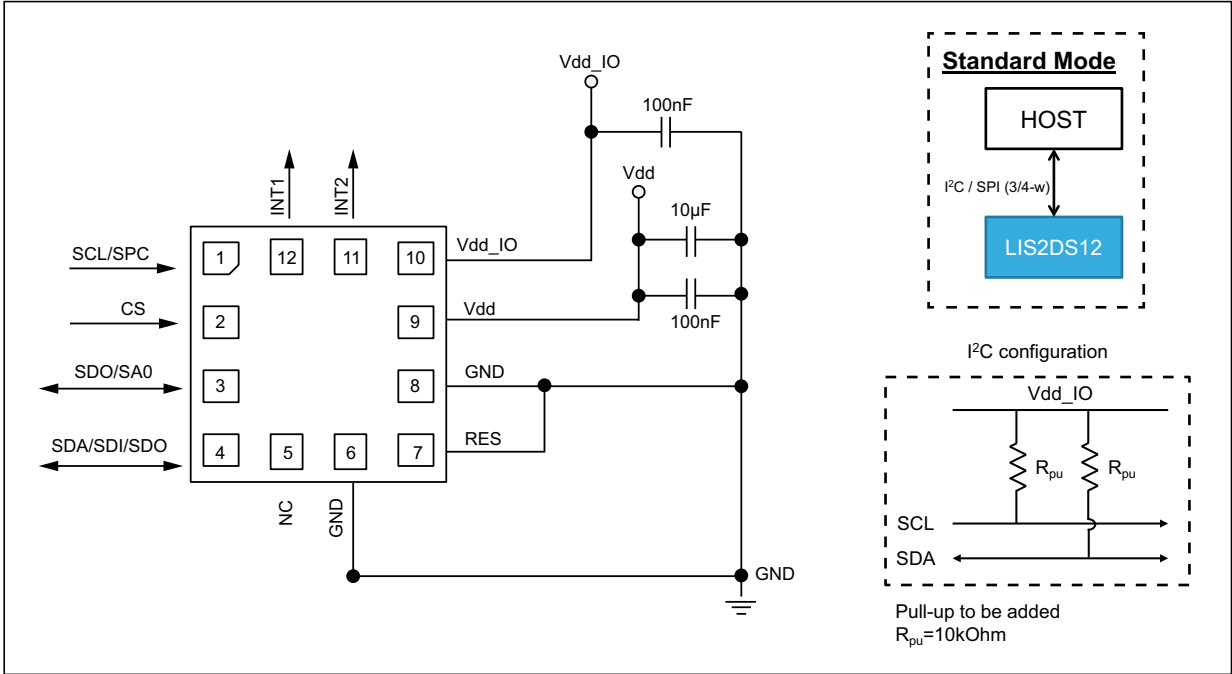 Vdd_IO
100nF
Vdd
10µF
100nF
INT1
INT2
SCL/SPC
CS
SDO/SA0
SDA/SDI/SDO
1
12
11
10
2
9
3
8
4
5
6
7
Vdd_IO
Vdd
GND
RES
NC
GND
GND
Standard Mode
HOST
I²C / SPI (3/4-w)
LIS2DS12
I²C configuration
Vdd_IO
Rpu
Rpu
SCL
SDA
Pull-up to be added
Rpu=10kOhm